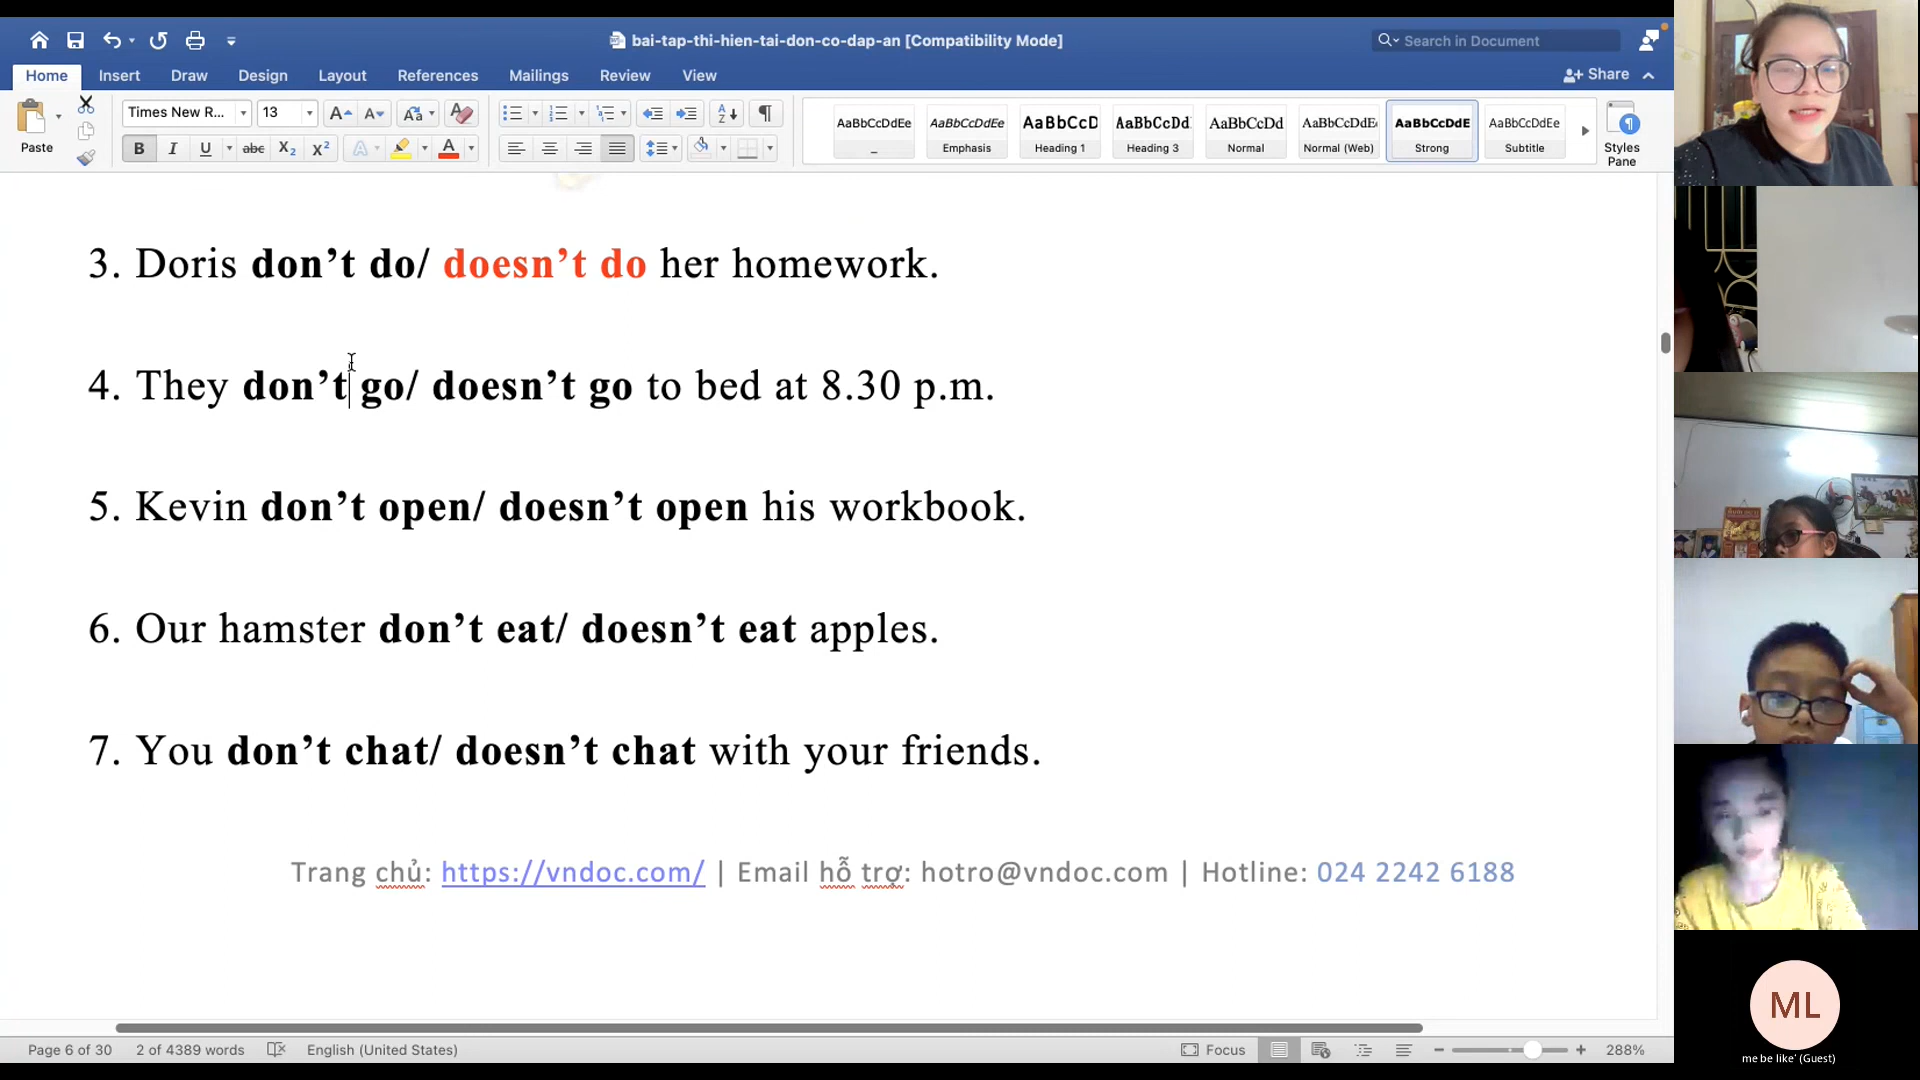 bai-tap-thi-hien-tai-don-co-dap-an [Compatibility Mode]
Search in Document
Home Insert Draw Design Layout References Mailings Review View
Share
Paste
Times New R... 13
AaBbCcDdEe AaBbCcDdEe AaBbCcD AaBbCcDd AaBbCcDd AaBbCcDdE AaBbCcDdE AaBbCcDdEe
Emphasis Heading 1 Heading 3 Normal Normal (Web) Strong Subtitle
Styles Pane
3. Doris don’t do/ doesn’t do her homework.
4. They don’t go/ doesn’t go to bed at 8.30 p.m.
5. Kevin don’t open/ doesn’t open his workbook.
6. Our hamster don’t eat/ doesn’t eat apples.
7. You don’t chat/ doesn’t chat with your friends.
Trang chủ: https://vndoc.com/ | Email hỗ trợ: hotro@vndoc.com | Hotline: 024 2242 6188
Page 6 of 30 2 of 4389 words English (United States) Focus 288%
ML
me be like' (Guest)